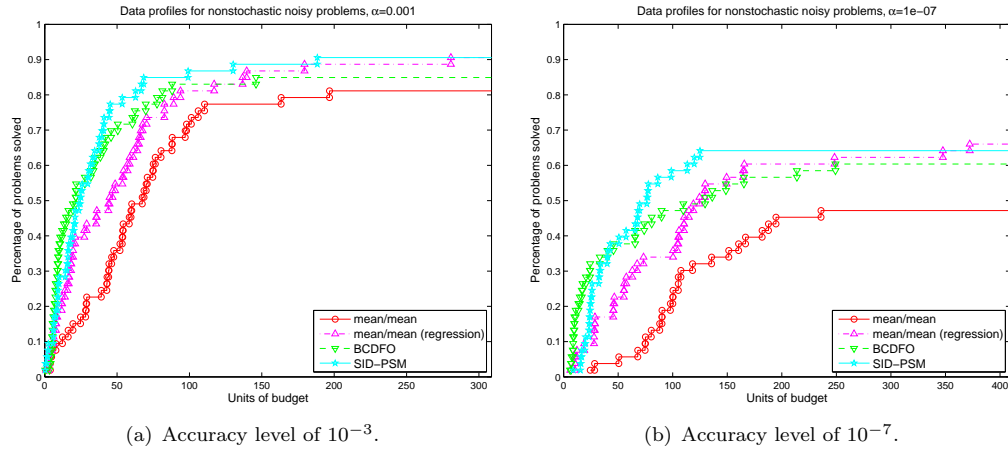 Data profiles for nonstochastic noisy problems, α=0.001
1
0.9
0.8
0.7
0.6
0.5
0.4
0.3
0.2
0.1
0
0 50 100 150 200 250 300
Percentage of problems solved
Units of budget
mean/mean
mean/mean (regression)
BCDFO
SID−PSM
(a) Accuracy level of 10⁻³.
Data profiles for nonstochastic noisy problems, α=1e−07
1
0.9
0.8
0.7
0.6
0.5
0.4
0.3
0.2
0.1
0
0 50 100 150 200 250 300 350 400
Percentage of problems solved
Units of budget
mean/mean
mean/mean (regression)
BCDFO
SID−PSM
(b) Accuracy level of 10⁻⁷.